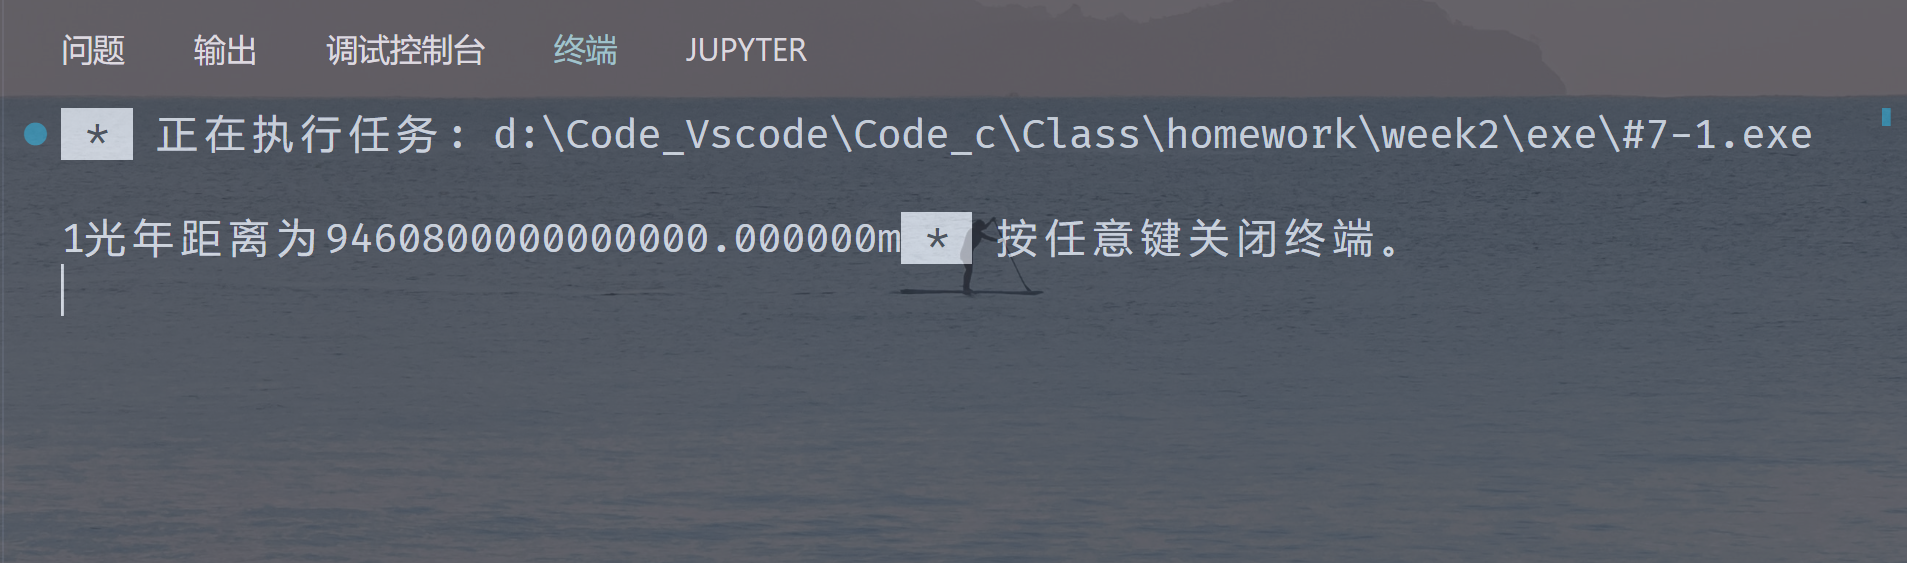 问题 输出 调试控制台 终端 JUPYTER
* 正在执行任务: d:\Code_Vscode\Code_c\Class\homework\week2\exe\#7-1.exe
1光年距离为9460800000000000.000000m * 按任意键关闭终端。